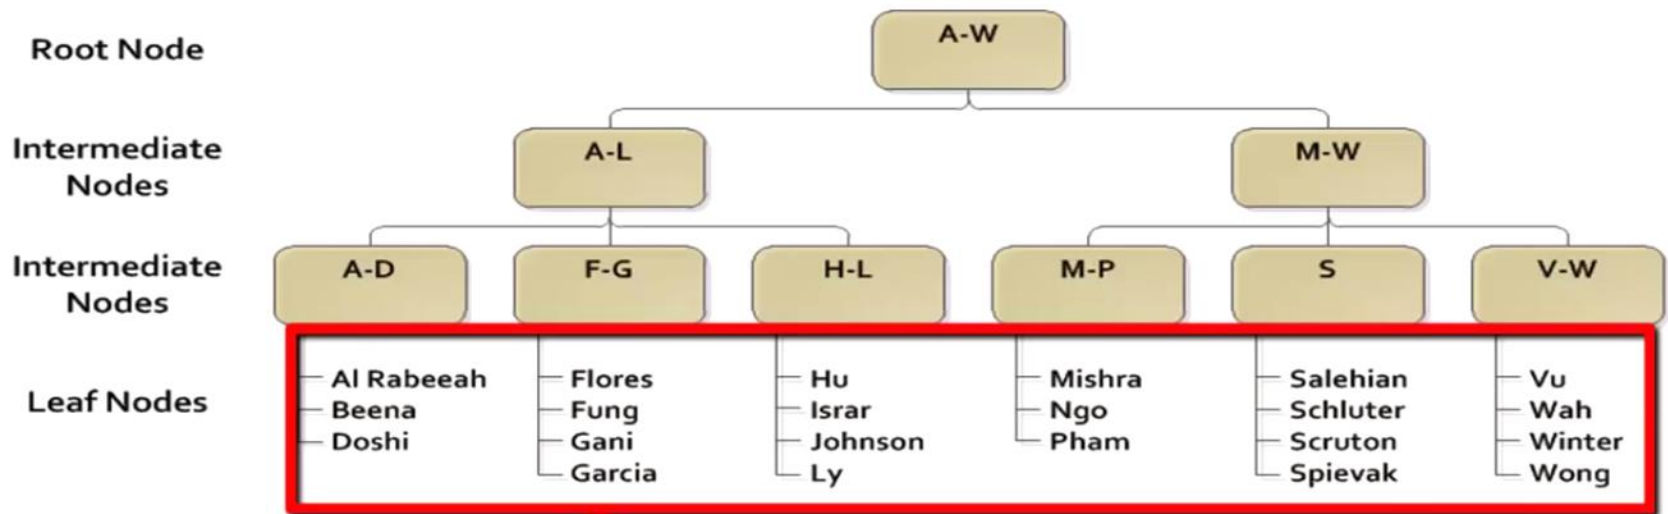 Root Node
A-W
Intermediate
Nodes
A-L
M-W
Intermediate
Nodes
A-D
F-G
H-L
M-P
S
V-W
Leaf Nodes
Al Rabeeah
Beena
Doshi
Flores
Fung
Gani
Garcia
Hu
Israr
Johnson
Ly
Mishra
Ngo
Pham
Salehian
Schluter
Scruton
Spievak
Vu
Wah
Winter
Wong